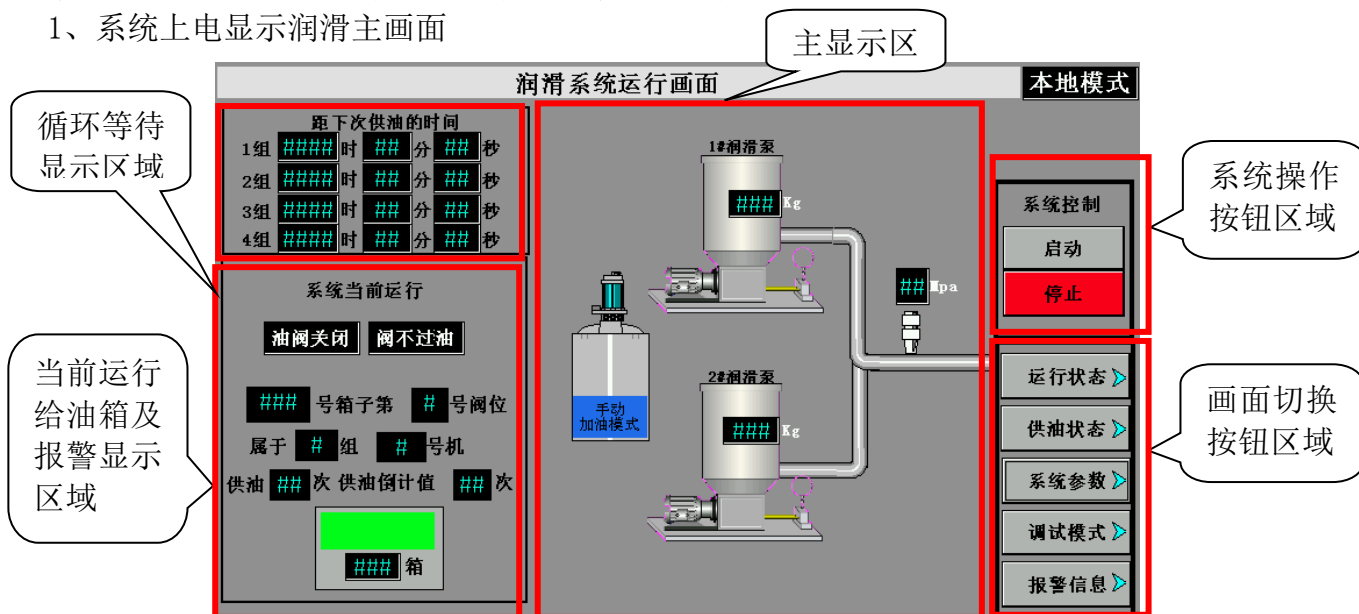 1、系统上电显示润滑主画面
主显示区
润滑系统运行画面
本地模式
循环等待
显示区域
距下次供油的时间
1组 #### 时 ## 分 ## 秒
2组 #### 时 ## 分 ## 秒
3组 #### 时 ## 分 ## 秒
4组 #### 时 ## 分 ## 秒
系统当前运行
油阀关闭 阀不过油
### 号箱子第 # 号阀位
属于 # 组 # 号机
供油 ## 次 供油倒计值 ## 次
### 箱
当前运行
给油箱及
报警显示
区域
1#润滑泵
### Kg
手动
加油模式
## Mpa
2#润滑泵
### Kg
系统控制
启动
停止
系统操作
按钮区域
运行状态
供油状态
系统参数
调试模式
报警信息
画面切换
按钮区域